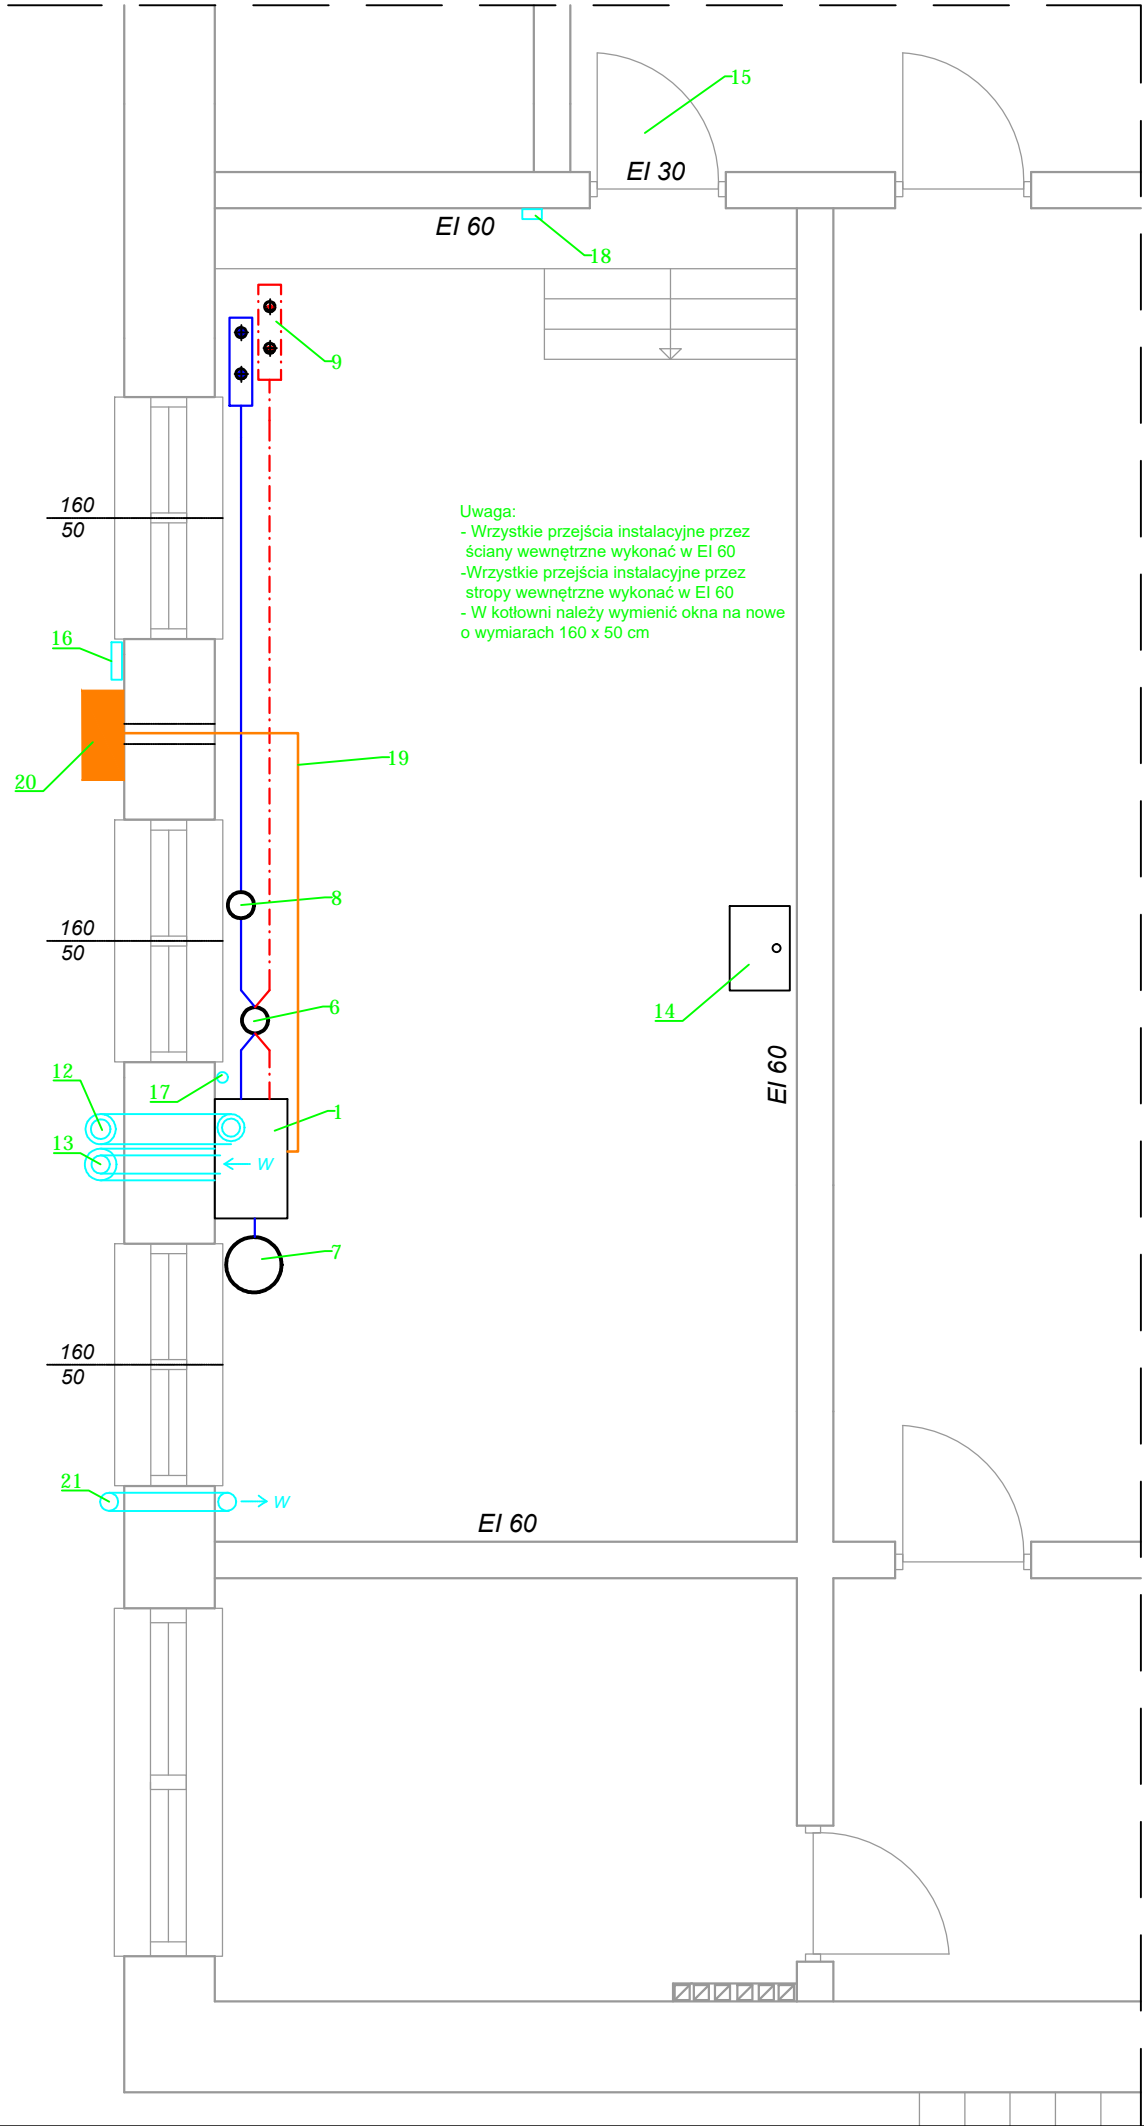 15
EI 30
EI 60
18
9
160
50
Uwaga:
- Wrzystkie przejścia instalacyjne przez
ściany wewnętrzne wykonać w EI 60
-Wrzystkie przejścia instalacyjne przez
stropy wewnętrzne wykonać w EI 60
- W kotłowni należy wymienić okna na nowe
o wymiarach 160 x 50 cm
16
19
20
8
160
50
6
14
EI 60
12
17
1
13
W
7
160
50
21
W
EI 60